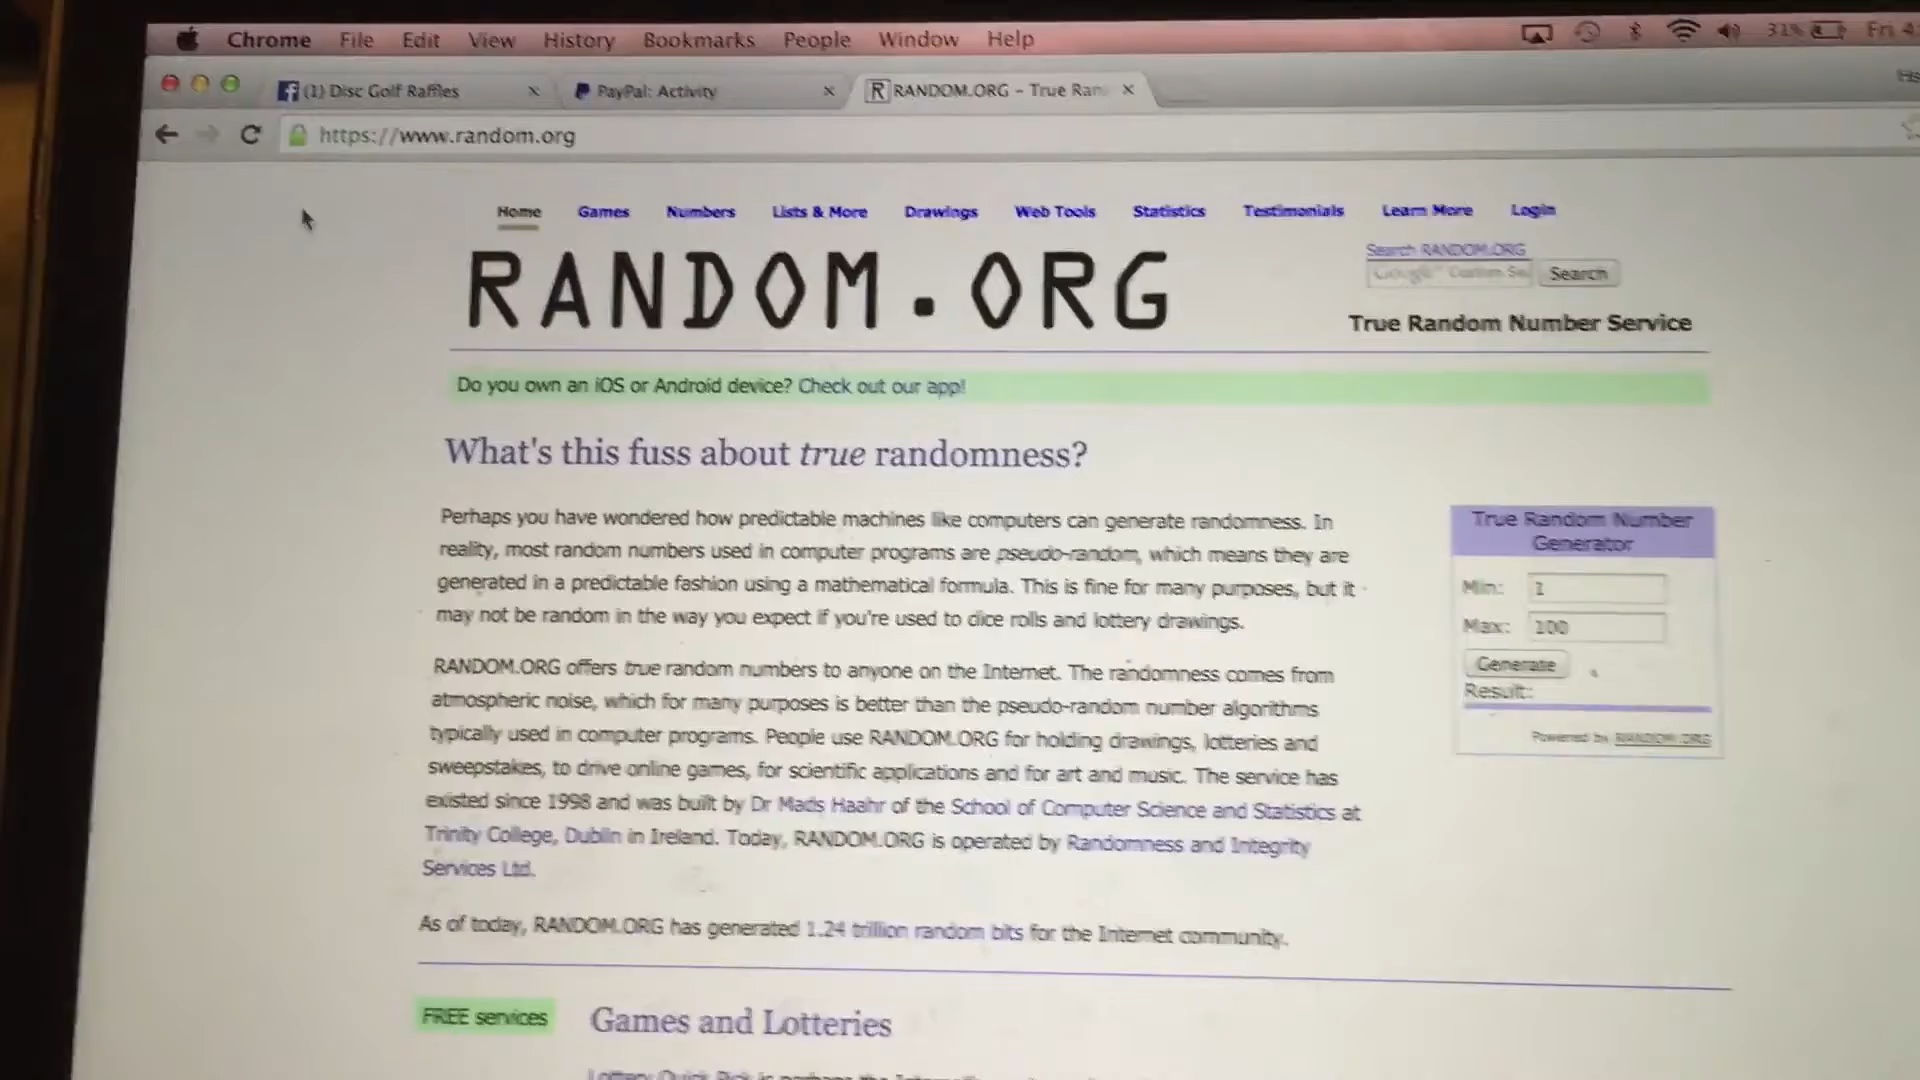 Chrome File Edit View History Bookmarks People Window Help 31% Fri 4
(1) Disc Golf Raffles PayPal: Activity RANDOM.ORG - True Ran
https://www.random.org
Home Games Numbers Lists & More Drawings Web Tools Statistics Testimonials Learn More Login
RANDOM.ORG
Search RANDOM.ORG
Google Custom Se Search
True Random Number Service
Do you own an iOS or Android device? Check out our app!
What's this fuss about true randomness?
Perhaps you have wondered how predictable machines like computers can generate randomness. In
reality, most random numbers used in computer programs are pseudo-random, which means they are
generated in a predictable fashion using a mathematical formula. This is fine for many purposes, but it
may not be random in the way you expect if you're used to dice rolls and lottery drawings.
RANDOM.ORG offers true random numbers to anyone on the Internet. The randomness comes from
atmospheric noise, which for many purposes is better than the pseudo-random number algorithms
typically used in computer programs. People use RANDOM.ORG for holding drawings, lotteries and
sweepstakes, to drive online games, for scientific applications and for art and music. The service has
existed since 1998 and was built by Dr Mads Haahr of the School of Computer Science and Statistics at
Trinity College, Dublin in Ireland. Today, RANDOM.ORG is operated by Randomness and Integrity
Services Ltd.
As of today, RANDOM.ORG has generated 1.24 trillion random bits for the Internet community.
True Random Number
Generator
Min: 1
Max: 100
Generate
Result:
Powered by RANDOM.ORG
FREE services
Games and Lotteries